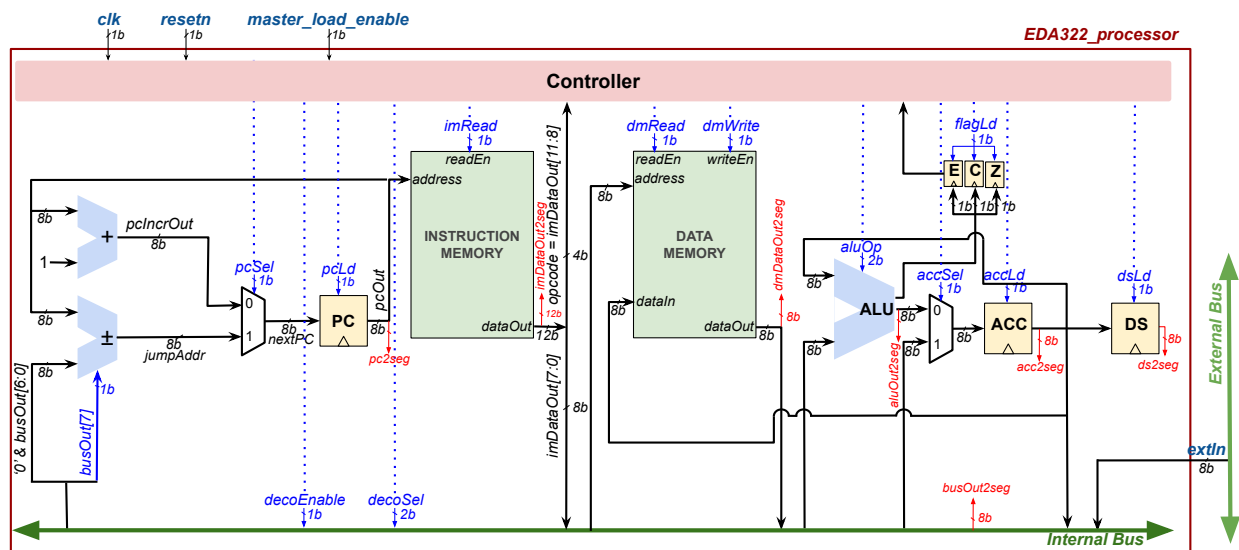 clk
resetn
master_load_enable
1b
1b
1b
EDA322_processor
Controller
imRead
1b
dmRead
1b
dmWrite
1b
flagLd
1b
readEn
address
readEn
writeEn
address
E
C
Z
1b
1b
1b
8b
8b
+
pcIncrOut
8b
1
pcSel
1b
pcLd
1b
pcOut
INSTRUCTION
MEMORY
imDataOut2seg
12b
opcode = imDataOut[11:8]
4b
DATA
MEMORY
dmDataOut2seg
8b
aluOp
2b
accSel
1b
accLd
1b
dsLd
1b
8b
dataIn
8b
8b
±
jumpAddr
8b
0
1
8b
nextPC
PC
8b
pc2seg
dataOut
12b
dataOut
8b
ALU
8b
8b
aluOut2seg
8b
0
1
8b
8b
ACC
8b
acc2seg
DS
8b
ds2seg
8b
'0' & busOut[6:0]
busOut[7]
1b
imDataOut[7:0]
8b
External Bus
extIn
8b
decoEnable
1b
decoSel
2b
busOut2seg
8b
Internal Bus